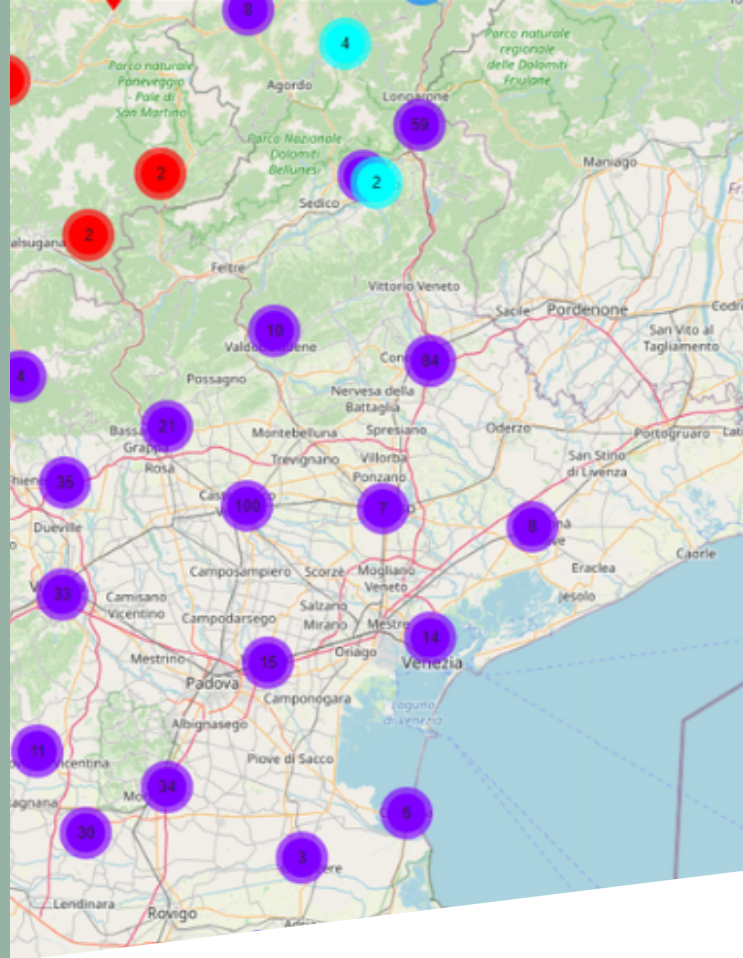 8
4
Parco naturale
regionale
delle Dolomiti
Friulane
Parco naturale
Paneveggio
- Pale di
San Martino
Agordo
Longarone
59
Parco Nazionale
Dolomiti
Bellunesi
Maniago
2
2
Sedico
2
alsugana
Feltre
Vittorio Veneto
Sacile
Pordenone
10
San Vito al
Tagliamento
84
4
Possagno
Nervesa della
Battaglia
21
Montebelluna
Spresiano
Oderzo
Portogruaro
Rosà
Trevignano
Villorba
San Stino
di Livenza
35
Ponzano
100
7
8
Dueville
Caorle
Camposampiero
Scorzè
Mogliano
Veneto
Eraclea
33
Camisano
Vicentino
Jesolo
Salzano
Campodarsego
Mirano
Mestre
14
Mestrino
15
Oriago
Venezia
Padova
Camponogara
Laguna
di Venezia
Albignasego
11
Piove di Sacco
34
30
6
3
Lendinara
Rovigo